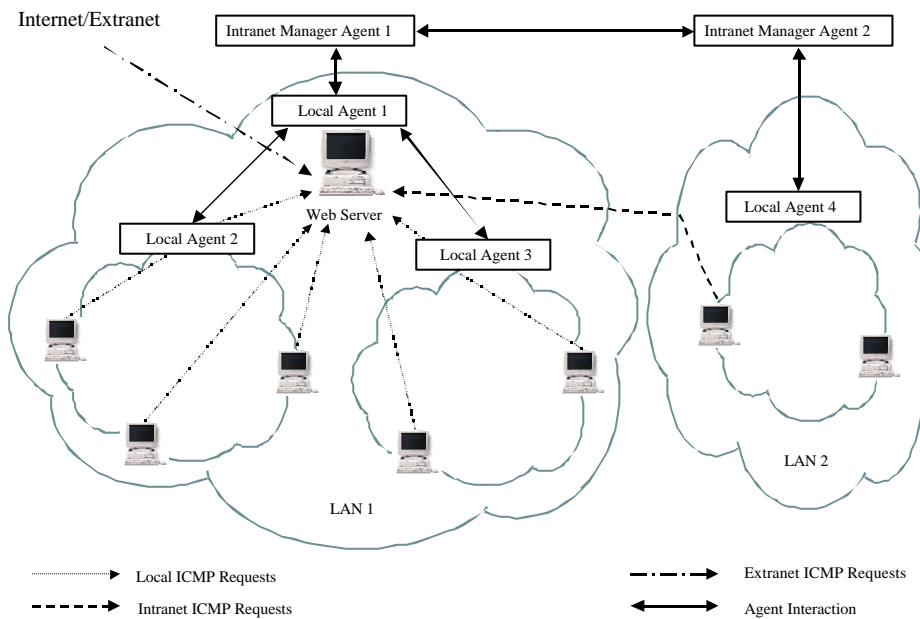 Internet/Extranet
Intranet Manager Agent 1
Intranet Manager Agent 2
Local Agent 1
Web Server
Local Agent 2
Local Agent 3
Local Agent 4
LAN 2
LAN 1
Local ICMP Requests
Extranet ICMP Requests
Intranet ICMP Requests
Agent Interaction